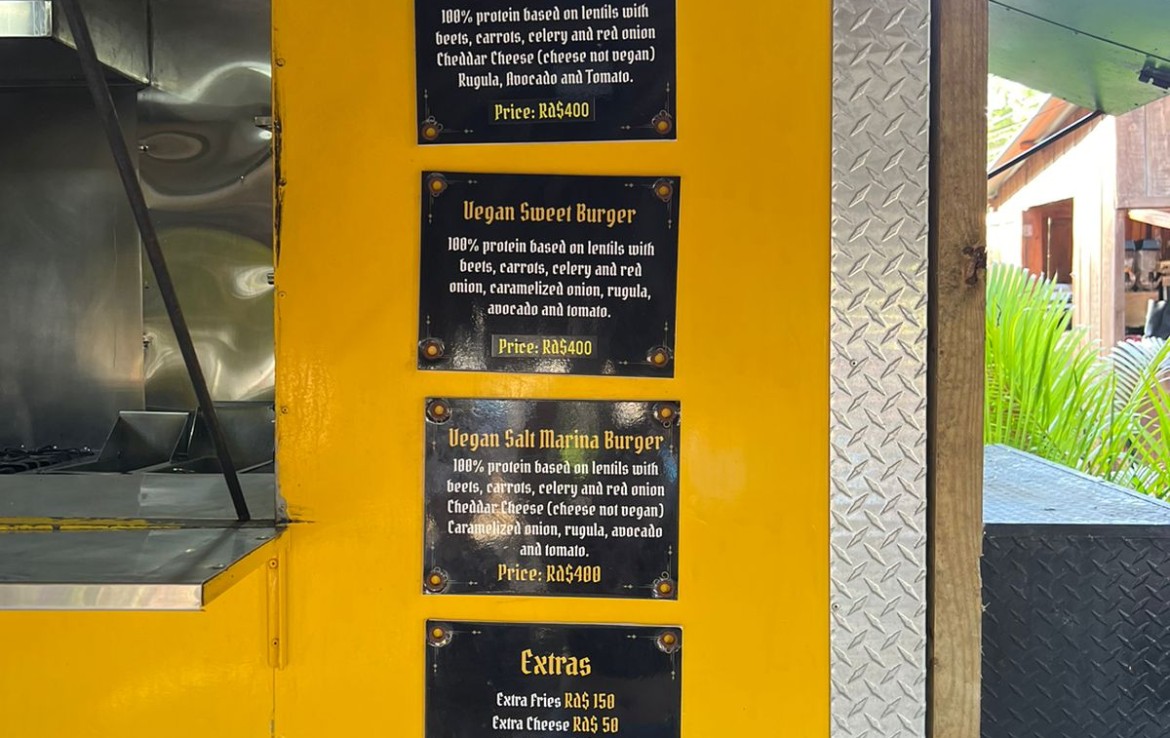 100% protein based on lentils with
beets, carrots, celery and red onion
Cheddar Cheese (cheese not vegan)
Rugula, Avocado and Tomato.
Price: RD$400
Vegan Sweet Burger
100% protein based on lentils with
beets, carrots, celery and red
onion, caramelized onion, rugula,
avocado and tomato.
Price: RD$400
Vegan Salt Marina Burger
100% protein based on lentils with
beets, carrots, celery and red onion
Cheddar Cheese (cheese not vegan)
Caramelized onion, rugula, avocado
and tomato.
Price: RD$400
Extras
Extra Fries RD$ 150
Extra Cheese RD$ 50